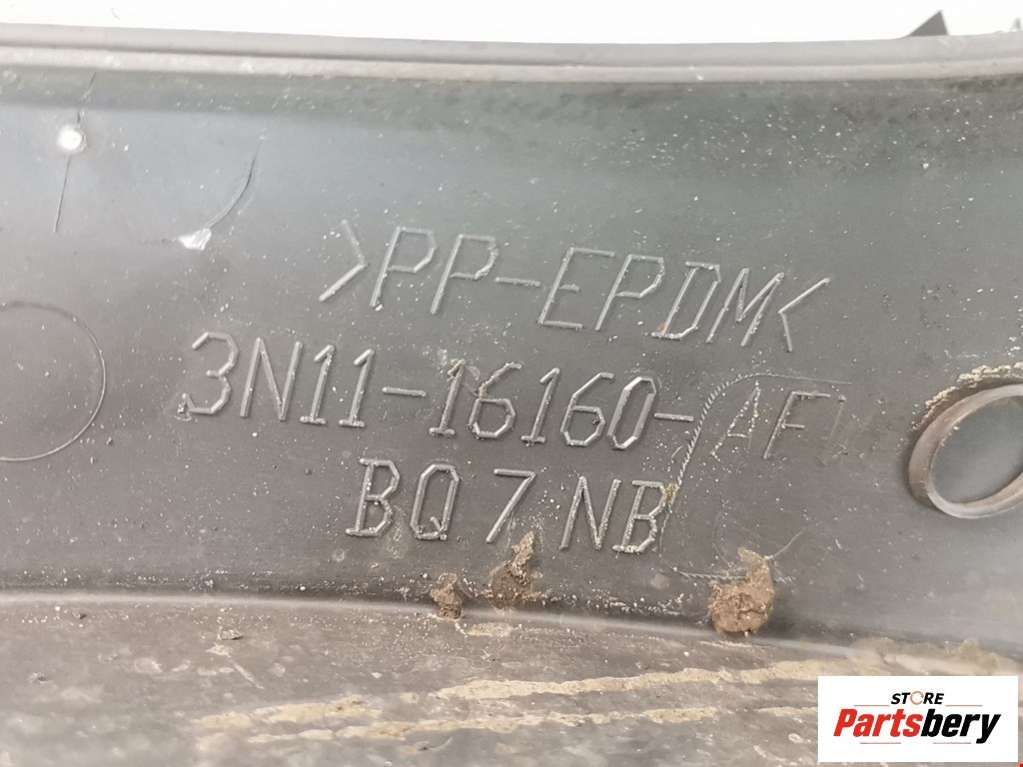 >PP-EPDM<
3N11-16160-AF
BQ 7 NB
STORE
Partsbery